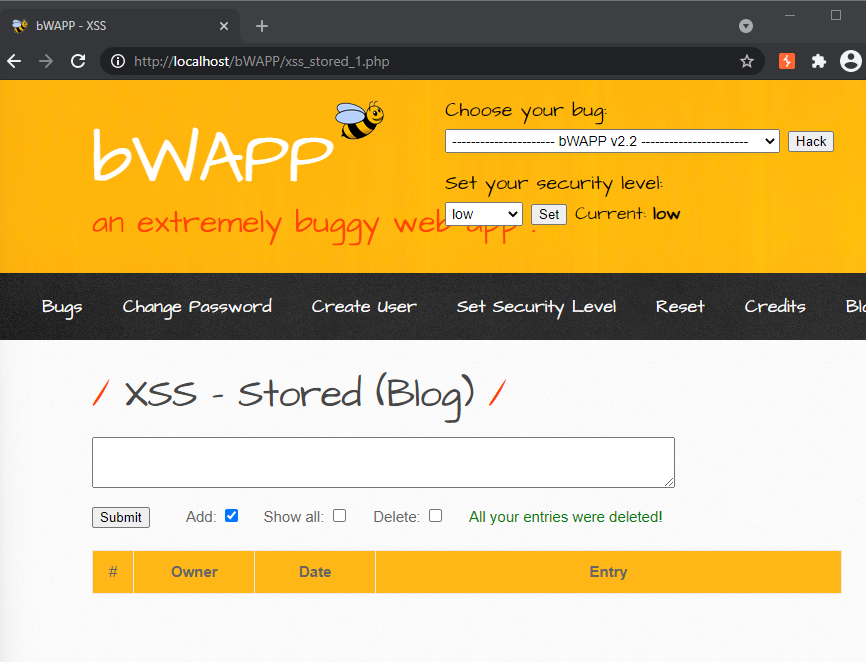 bWAPP - XSS
http://localhost/bWAPP/xss_stored_1.php
bWAPP
an extremely buggy web app !
Choose your bug:
---------------------- bWAPP v2.2 -----------------------
Hack
Set your security level:
low
Set
Current: low
Bugs
Change Password
Create User
Set Security Level
Reset
Credits
/ XSS - Stored (Blog) /
Submit
Add:
Show all:
Delete:
All your entries were deleted!
# Owner Date Entry